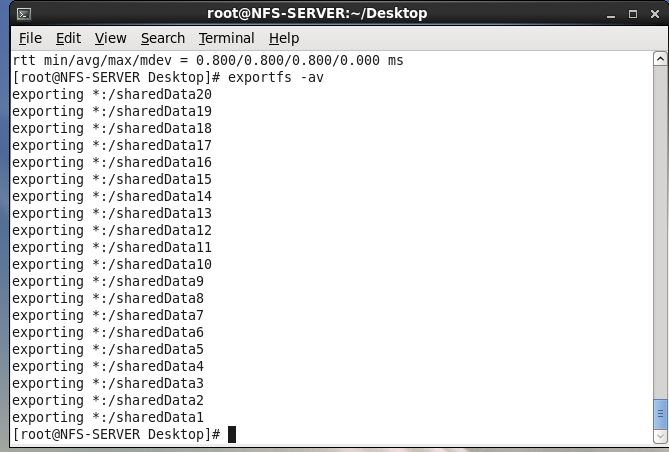 root@NFS-SERVER:~/Desktop
File Edit View Search Terminal Help
rtt min/avg/max/mdev = 0.800/0.800/0.800/0.000 ms
[root@NFS-SERVER Desktop]# exportfs -av
exporting *:/sharedData20
exporting *:/sharedData19
exporting *:/sharedData18
exporting *:/sharedData17
exporting *:/sharedData16
exporting *:/sharedData15
exporting *:/sharedData14
exporting *:/sharedData13
exporting *:/sharedData12
exporting *:/sharedData11
exporting *:/sharedData10
exporting *:/sharedData9
exporting *:/sharedData8
exporting *:/sharedData7
exporting *:/sharedData6
exporting *:/sharedData5
exporting *:/sharedData4
exporting *:/sharedData3
exporting *:/sharedData2
exporting *:/sharedData1
[root@NFS-SERVER Desktop]#